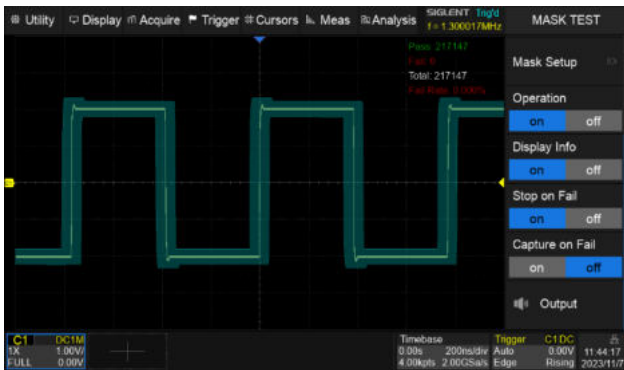 Utility Display Acquire Trigger Cursors Meas Analysis
SIGLENT Trig'd
f = 1.300017MHz
MASK TEST
Pass: 217147
Fail: 0
Total: 217147
Fail Rate: 0.000%
Mask Setup
Operation
on off
Display Info
on off
Stop on Fail
on off
Capture on Fail
on off
Output
C1 DC1M
1X 1.00V/
FULL 0.00V
Timebase
0.00s 200ns/div
4.00kpts 2.00GSa/s
Trigger C1 DC
Auto 0.00V
Edge Rising
11:44:17
2023/11/7